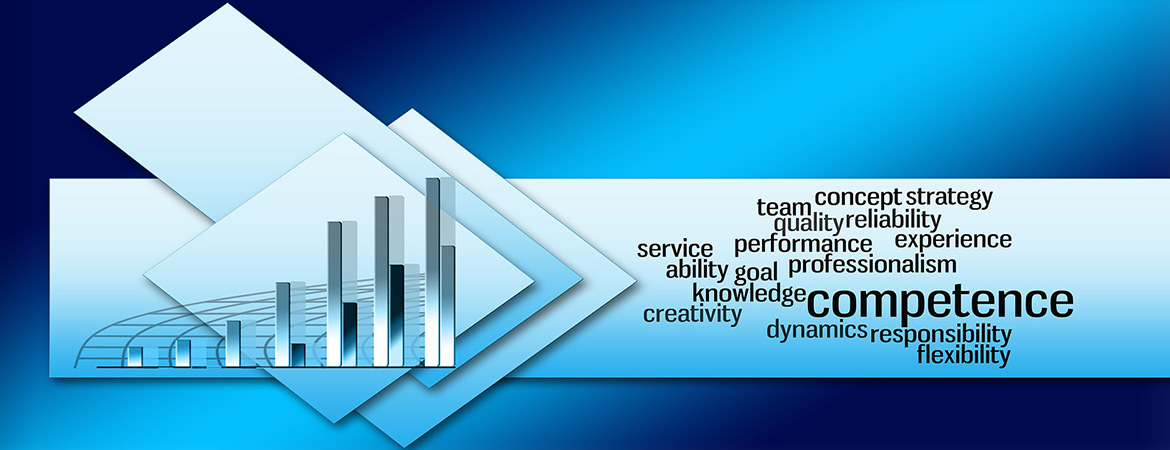 concept strategy
team
quality reliability
service performance experience
ability goal professionalism
knowledge competence
creativity
dynamics responsibility
flexibility